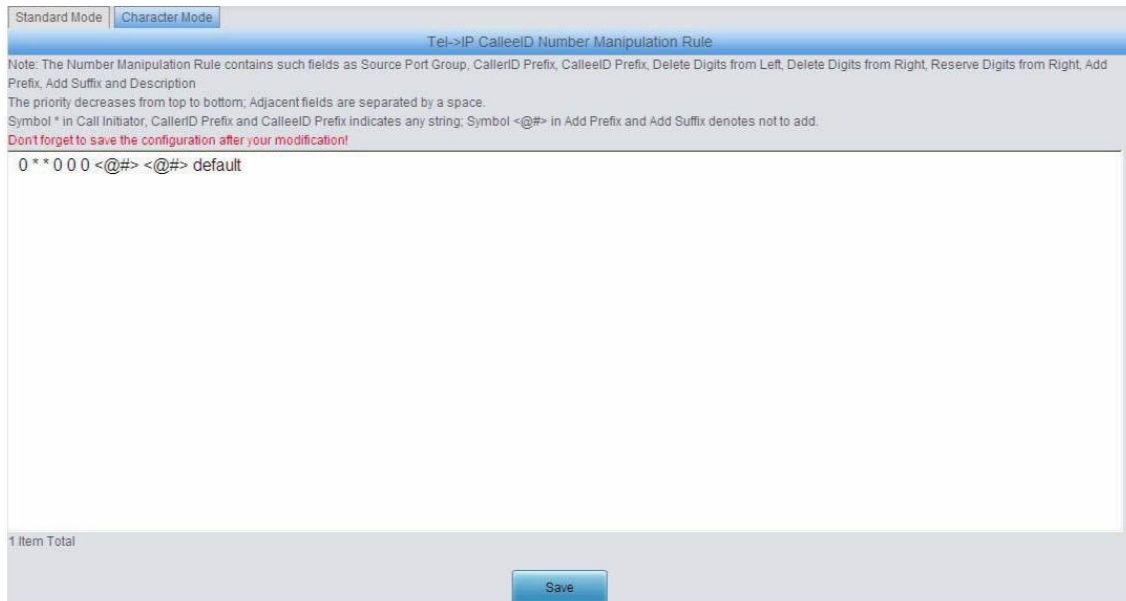 Standard Mode Character Mode
Tel->IP CalleeID Number Manipulation Rule
Note: The Number Manipulation Rule contains such fields as Source Port Group, CallerID Prefix, CalleeID Prefix, Delete Digits from Left, Delete Digits from Right, Reserve Digits from Right, Add
Prefix, Add Suffix and Description
The priority decreases from top to bottom; Adjacent fields are separated by a space.
Symbol * in Call Initiator, CallerID Prefix and CalleeID Prefix indicates any string; Symbol <@#> in Add Prefix and Add Suffix denotes not to add.
Don't forget to save the configuration after your modification!
0 * * 0 0 0 <@#> <@#> default
1 Item Total
Save